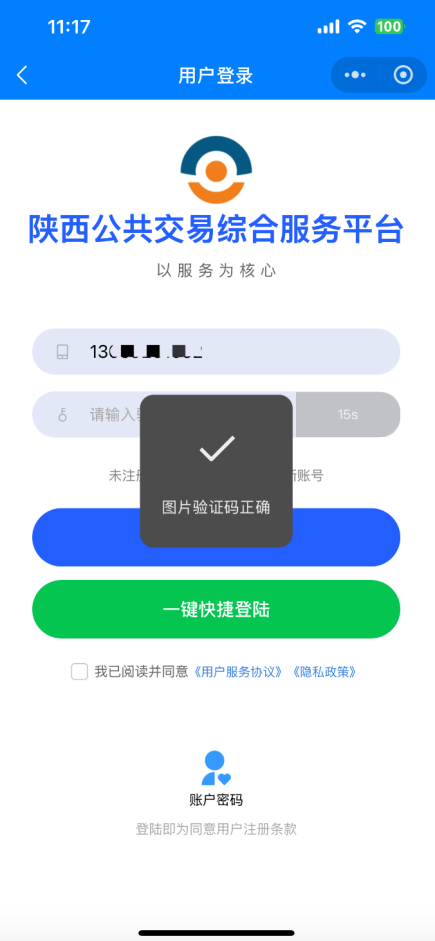 11:17
100
用户登录
陕西公共交易综合服务平台
以服务为核心
130
请输入
15s
未注
账号
图片验证码正确
一键快捷登陆
我已阅读并同意《用户服务协议》《隐私政策》
账户密码
登陆即为同意用户注册条款